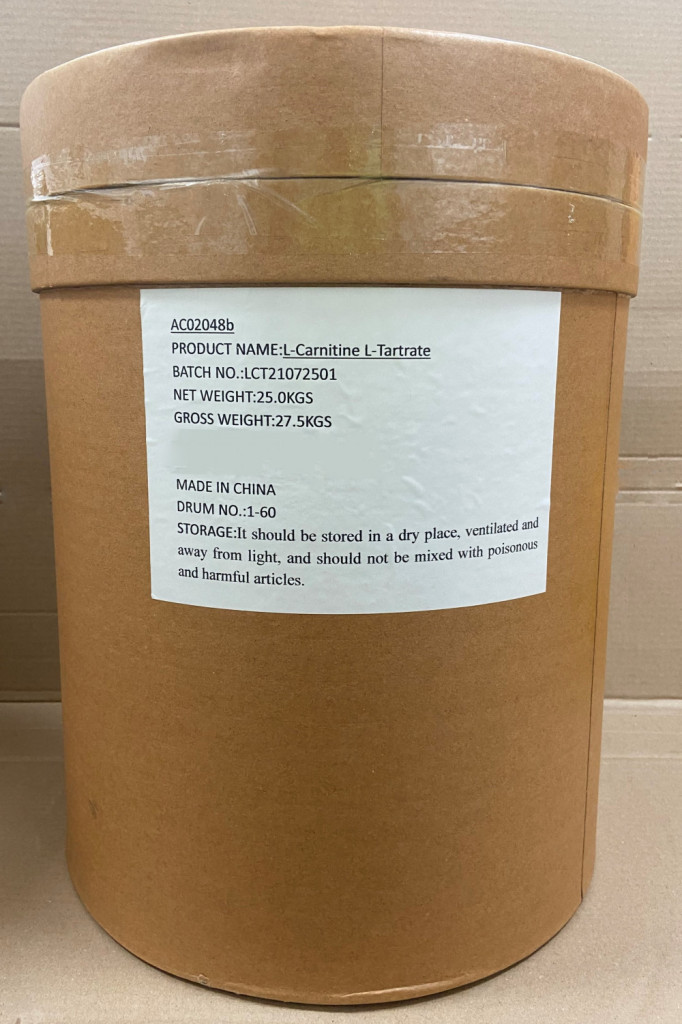 AC02048b
PRODUCT NAME:L-Carnitine L-Tartrate
BATCH NO.:LCT21072501
NET WEIGHT:25.0KGS
GROSS WEIGHT:27.5KGS
MADE IN CHINA
DRUM NO.:1-60
STORAGE:It should be stored in a dry place, ventilated and
away from light, and should not be mixed with poisonous
and harmful articles.